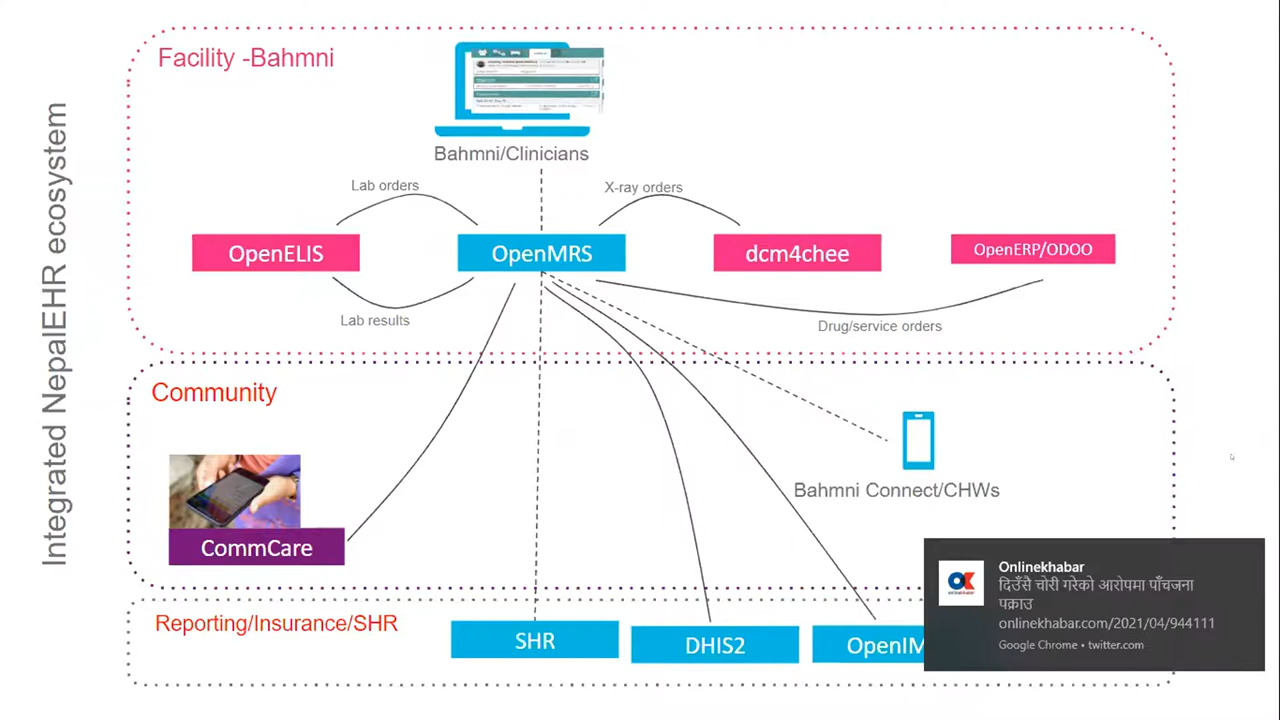 Integrated NepalEHR ecosystem
Facility -Bahmni
Bahmni/Clinicians
Lab orders
X-ray orders
OpenELIS
OpenMRS
dcm4chee
OpenERP/ODOO
Lab results
Drug/service orders
Community
CommCare
Bahmni Connect/CHWs
Reporting/Insurance/SHR
SHR
DHIS2
OpenIM
Onlinekhabar
दिउँसै चोरी गरेको आरोपमा पाँचजना
पक्राउ
onlinekhabar.com/2021/04/944111
Google Chrome • twitter.com